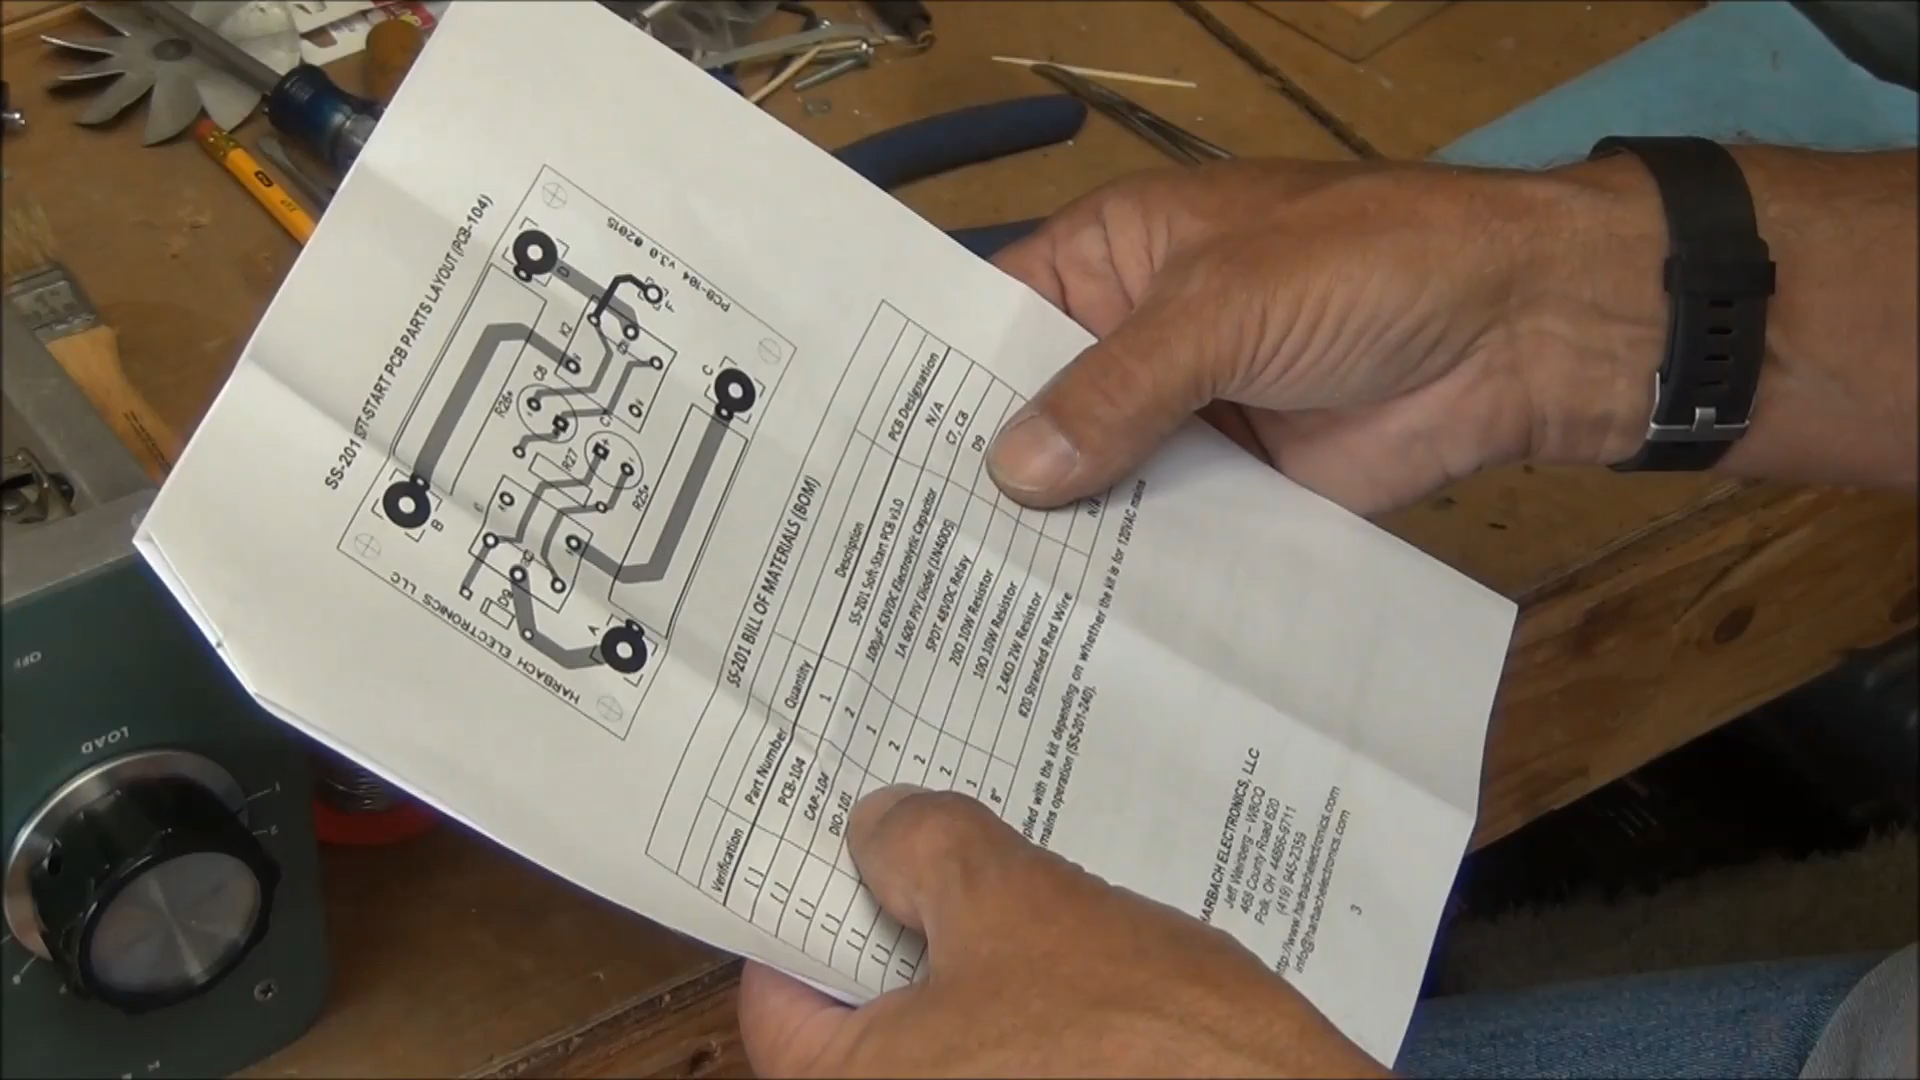 SS-201 SFT-START PCB PARTS LAYOUT (PCB-104)
PCB-104 v3.0 ©2015
HARBACH ELECTRONICS LLC
A
B
C
K2
C8
R26*
R27
C7
R25*
D9
SS-201 BILL OF MATERIALS (BOM)
Verification Part Number Quantity Description PCB Designation
[ ] PCB-104 1 SS-201 Soft-Start PCB v3.0 N/A
[ ] CAP-104 2 100µF 63VDC Electrolytic Capacitor C7, C8
[ ] DIO-101 1 1A 600 PIV Diode (1N4005) D9
[ ] 2 SPDT 48VDC Relay
[ ] 2 20Ω 10W Resistor
[ ] 2 10Ω 10W Resistor
[ ] 1 2.4KΩ 2W Resistor
8" #20 Stranded Red Wire N/A
plied with the kit depending on whether the kit is for 120VAC mains
mains operation (SS-201-240).
HARBACH ELECTRONICS, LLC
Jeff Weinberg – W8CQ
468 County Road 620
Polk, OH 44866-9711
(419) 945-2359
http://www.harbachelectronics.com
info@harbachelectronics.com
3
OFF
LOAD
1
2